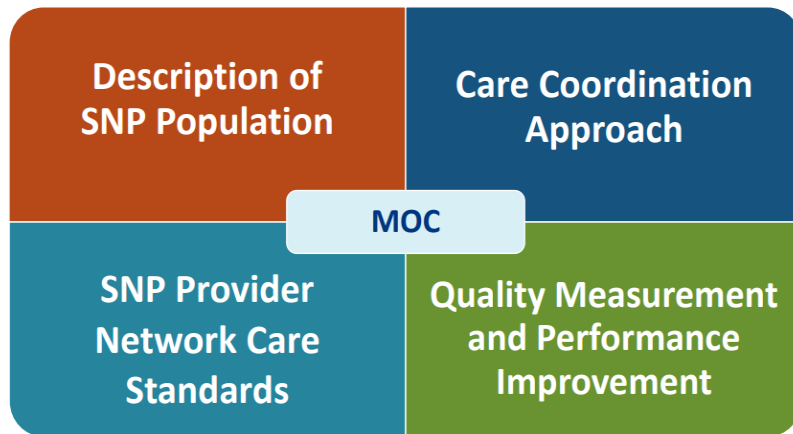 Description of
SNP Population
Care Coordination
Approach
MOC
SNP Provider
Network Care
Standards
Quality Measurement
and Performance
Improvement